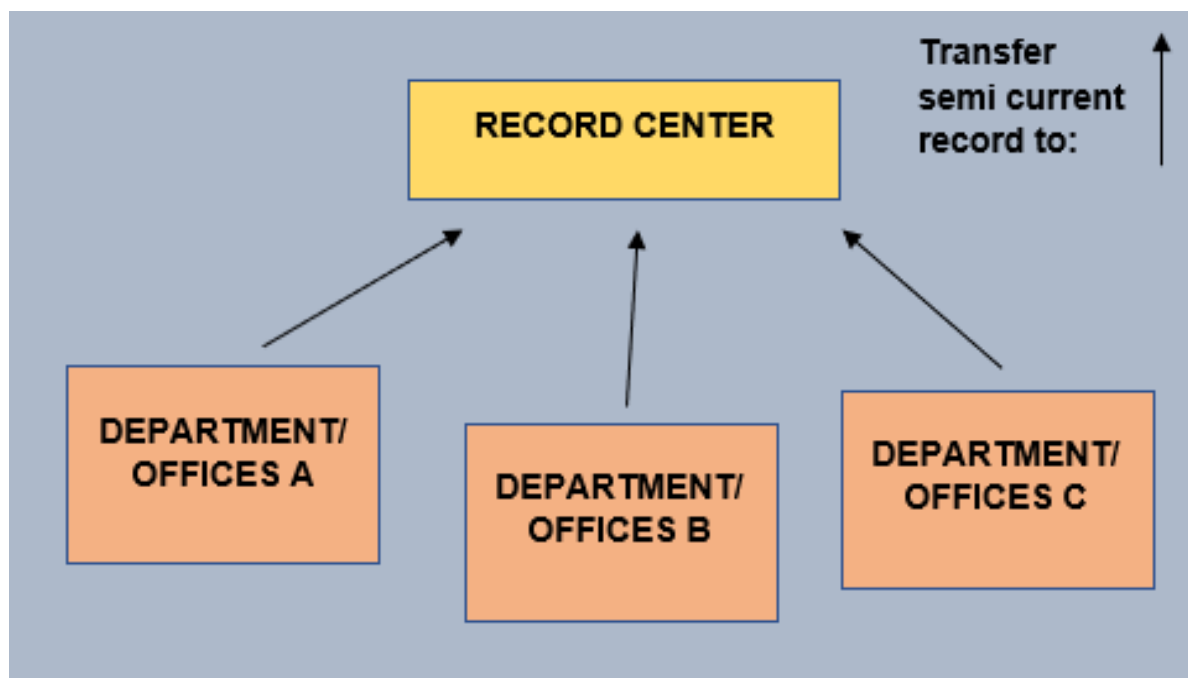 RECORD CENTER
Transfer
semi current
record to:
DEPARTMENT/
OFFICES A
DEPARTMENT/
OFFICES B
DEPARTMENT/
OFFICES C